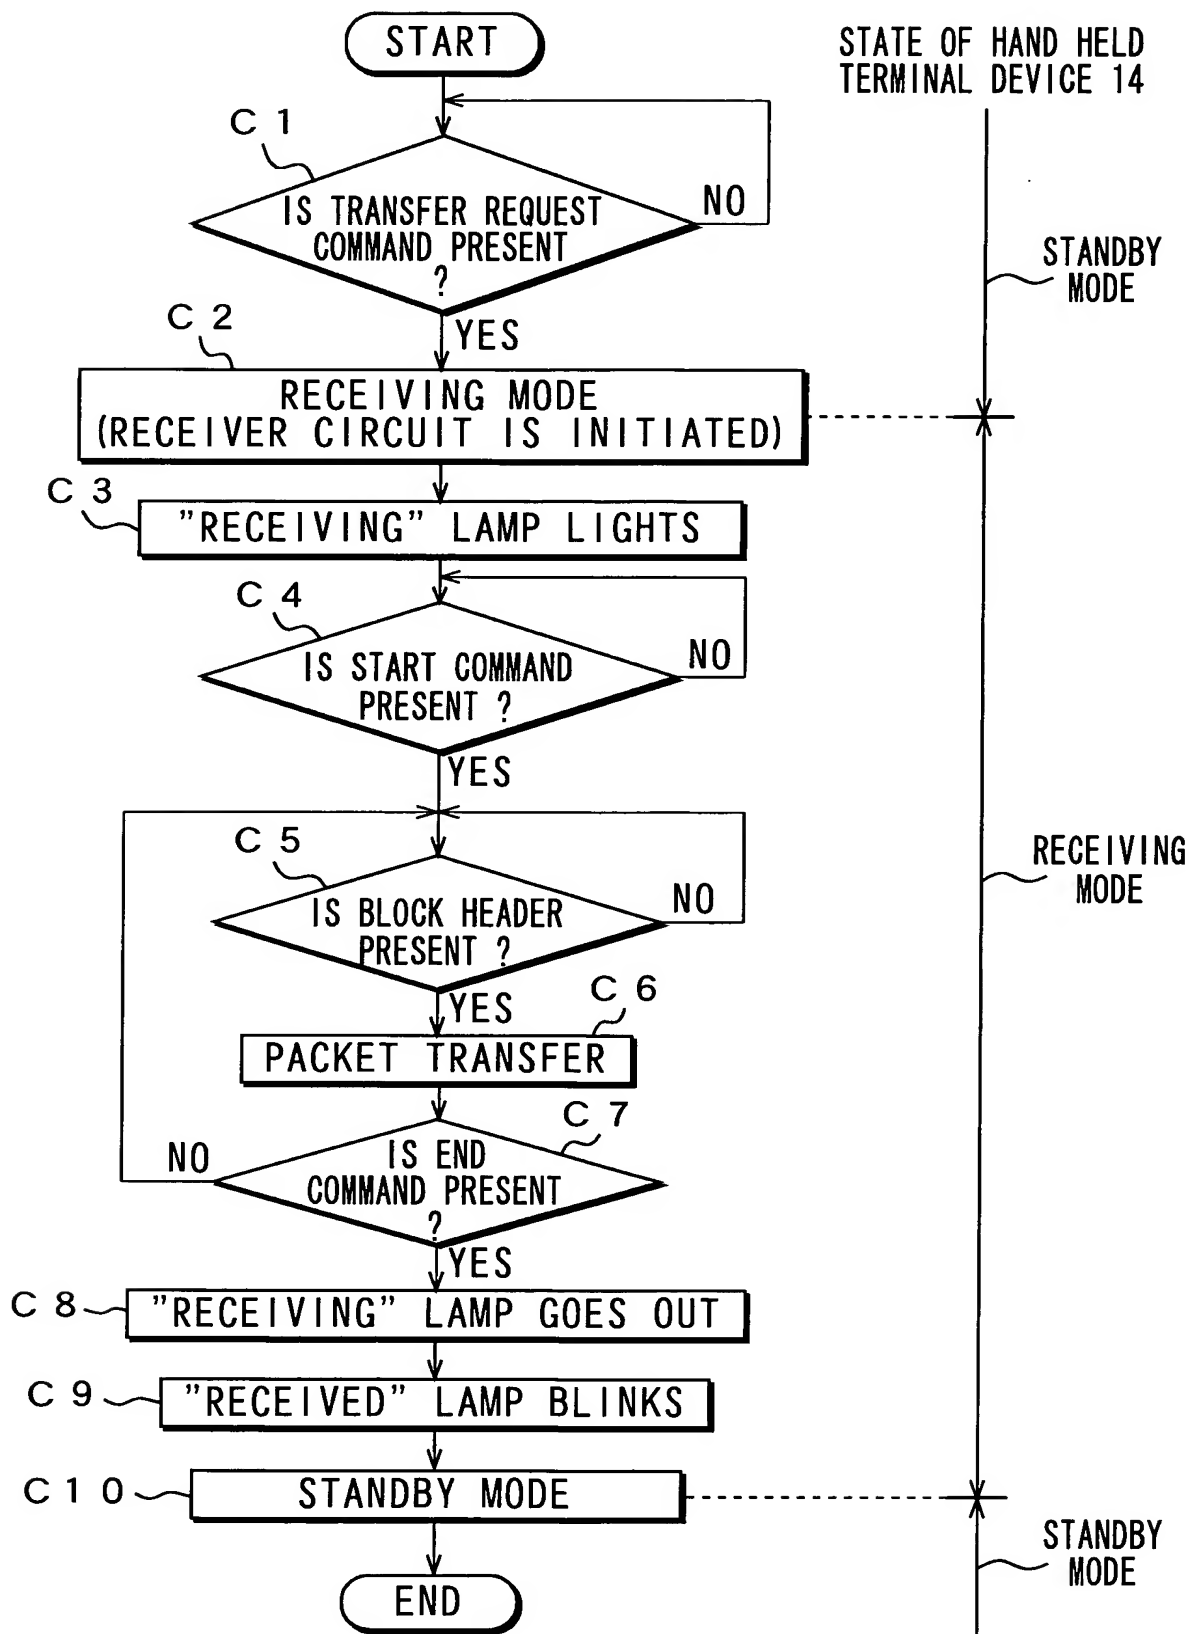 START
STATE OF HAND HELD
TERMINAL DEVICE 14
C 1
IS TRANSFER REQUEST
COMMAND PRESENT
?
NO
YES
STANDBY
MODE
C 2
RECEIVING MODE
(RECEIVER CIRCUIT IS INITIATED)
C 3
"RECEIVING" LAMP LIGHTS
C 4
IS START COMMAND
PRESENT ?
NO
YES
C 5
IS BLOCK HEADER
PRESENT ?
NO
YES
RECEIVING
MODE
C 6
PACKET TRANSFER
C 7
IS END
COMMAND PRESENT
?
NO
YES
C 8
"RECEIVING" LAMP GOES OUT
C 9
"RECEIVED" LAMP BLINKS
C 1 0
STANDBY MODE
STANDBY
MODE
END